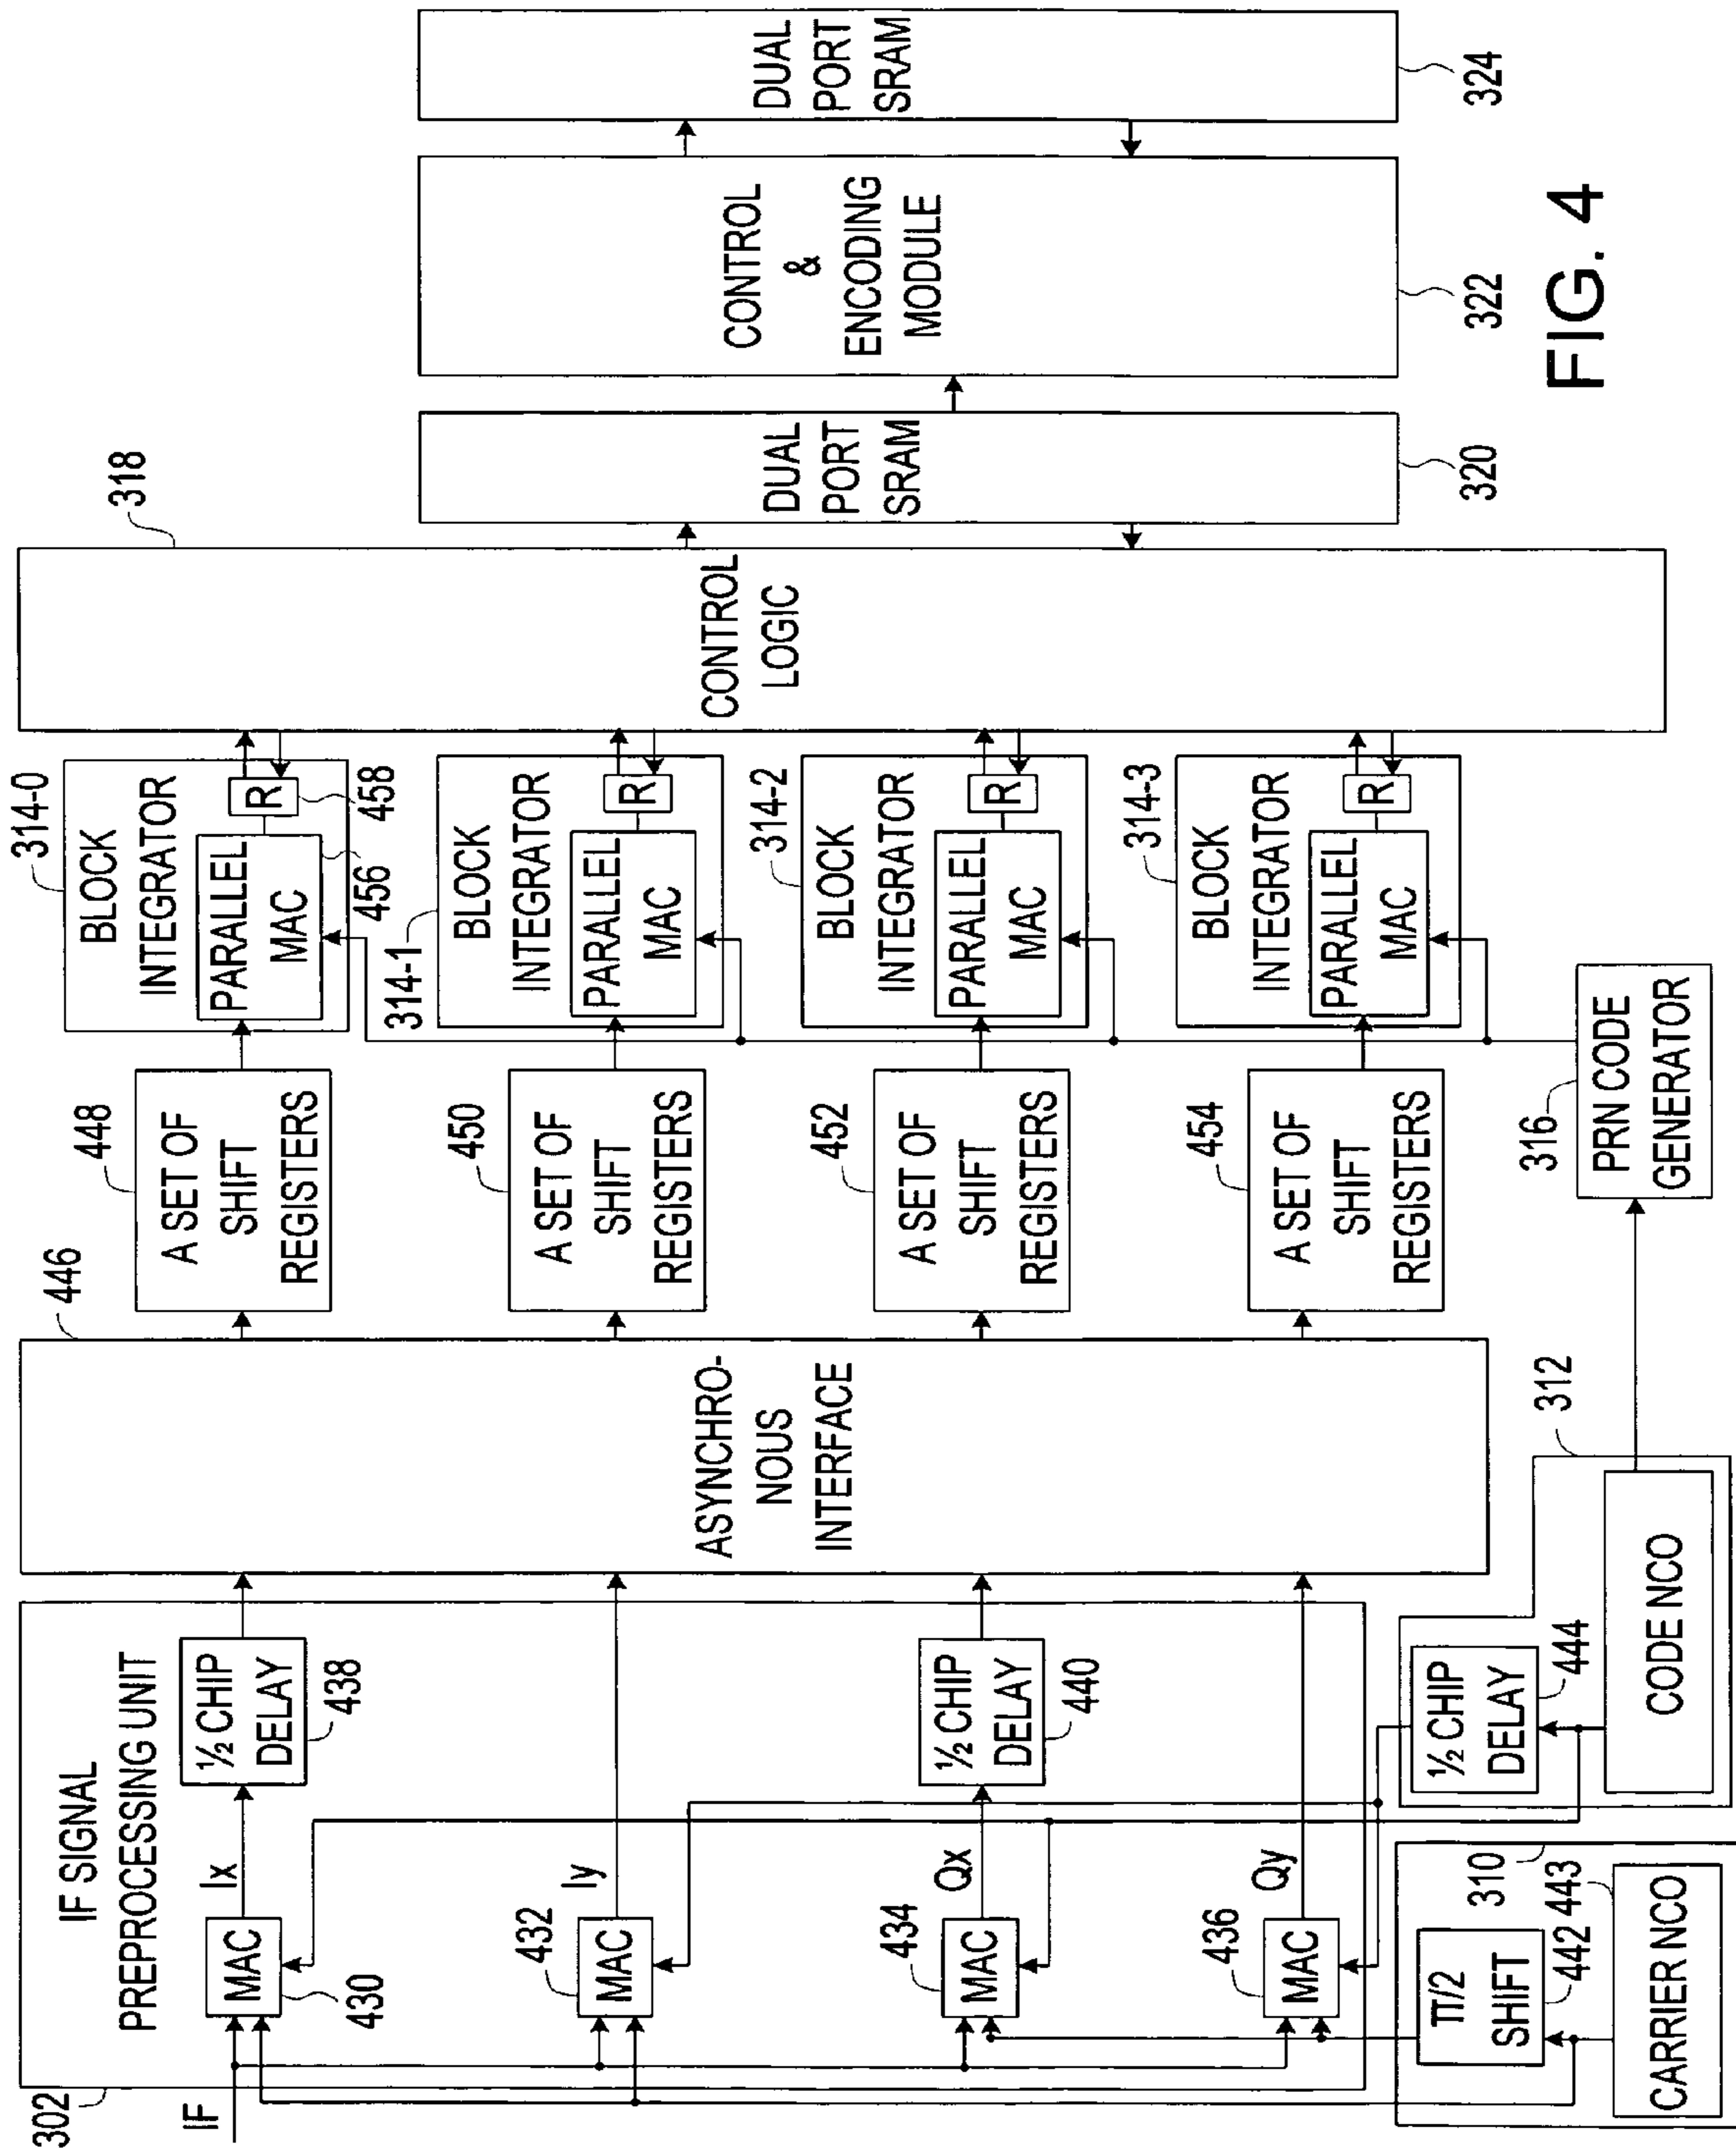 302
IF
IF SIGNAL
PREPROCESSING UNIT
MAC
430
Ix
½ CHIP
DELAY
438
MAC
432
Iy
MAC
434
Qx
½ CHIP
DELAY
440
MAC
436
Qy
310
π/2
SHIFT
442
443
CARRIER NCO
312
½ CHIP
DELAY
444
CODE NCO
446
ASYNCHRO-
NOUS
INTERFACE
448
A SET OF
SHIFT
REGISTERS
450
A SET OF
SHIFT
REGISTERS
452
A SET OF
SHIFT
REGISTERS
454
A SET OF
SHIFT
REGISTERS
316
PRN CODE
GENERATOR
314-0
BLOCK
INTEGRATOR
PARALLEL
MAC
456
R
458
314-1
BLOCK
INTEGRATOR
PARALLEL
MAC
R
314-2
BLOCK
INTEGRATOR
PARALLEL
MAC
R
314-3
BLOCK
INTEGRATOR
PARALLEL
MAC
R
318
CONTROL
LOGIC
DUAL
PORT
SRAM
320
CONTROL
&
ENCODING
MODULE
322
DUAL
PORT
SRAM
324
FIG. 4